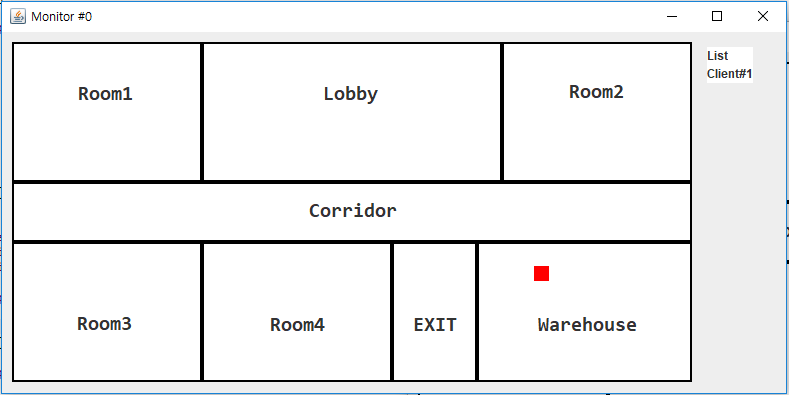 Monitor #0
Room1
Lobby
Room2
List
Client#1
Corridor
Room3
Room4
EXIT
Warehouse